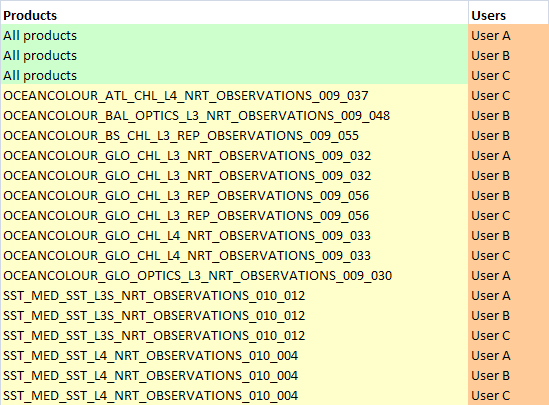 Products Users
All products User A
All products User B
All products User C
OCEANCOLOUR_ATL_CHL_L4_NRT_OBSERVATIONS_009_037 User C
OCEANCOLOUR_BAL_OPTICS_L3_NRT_OBSERVATIONS_009_048 User B
OCEANCOLOUR_BS_CHL_L3_REP_OBSERVATIONS_009_055 User B
OCEANCOLOUR_GLO_CHL_L3_NRT_OBSERVATIONS_009_032 User A
OCEANCOLOUR_GLO_CHL_L3_NRT_OBSERVATIONS_009_032 User B
OCEANCOLOUR_GLO_CHL_L3_REP_OBSERVATIONS_009_056 User B
OCEANCOLOUR_GLO_CHL_L3_REP_OBSERVATIONS_009_056 User C
OCEANCOLOUR_GLO_CHL_L4_NRT_OBSERVATIONS_009_033 User B
OCEANCOLOUR_GLO_CHL_L4_NRT_OBSERVATIONS_009_033 User C
OCEANCOLOUR_GLO_OPTICS_L3_NRT_OBSERVATIONS_009_030 User A
SST_MED_SST_L3S_NRT_OBSERVATIONS_010_012 User A
SST_MED_SST_L3S_NRT_OBSERVATIONS_010_012 User B
SST_MED_SST_L3S_NRT_OBSERVATIONS_010_012 User C
SST_MED_SST_L4_NRT_OBSERVATIONS_010_004 User A
SST_MED_SST_L4_NRT_OBSERVATIONS_010_004 User B
SST_MED_SST_L4_NRT_OBSERVATIONS_010_004 User C